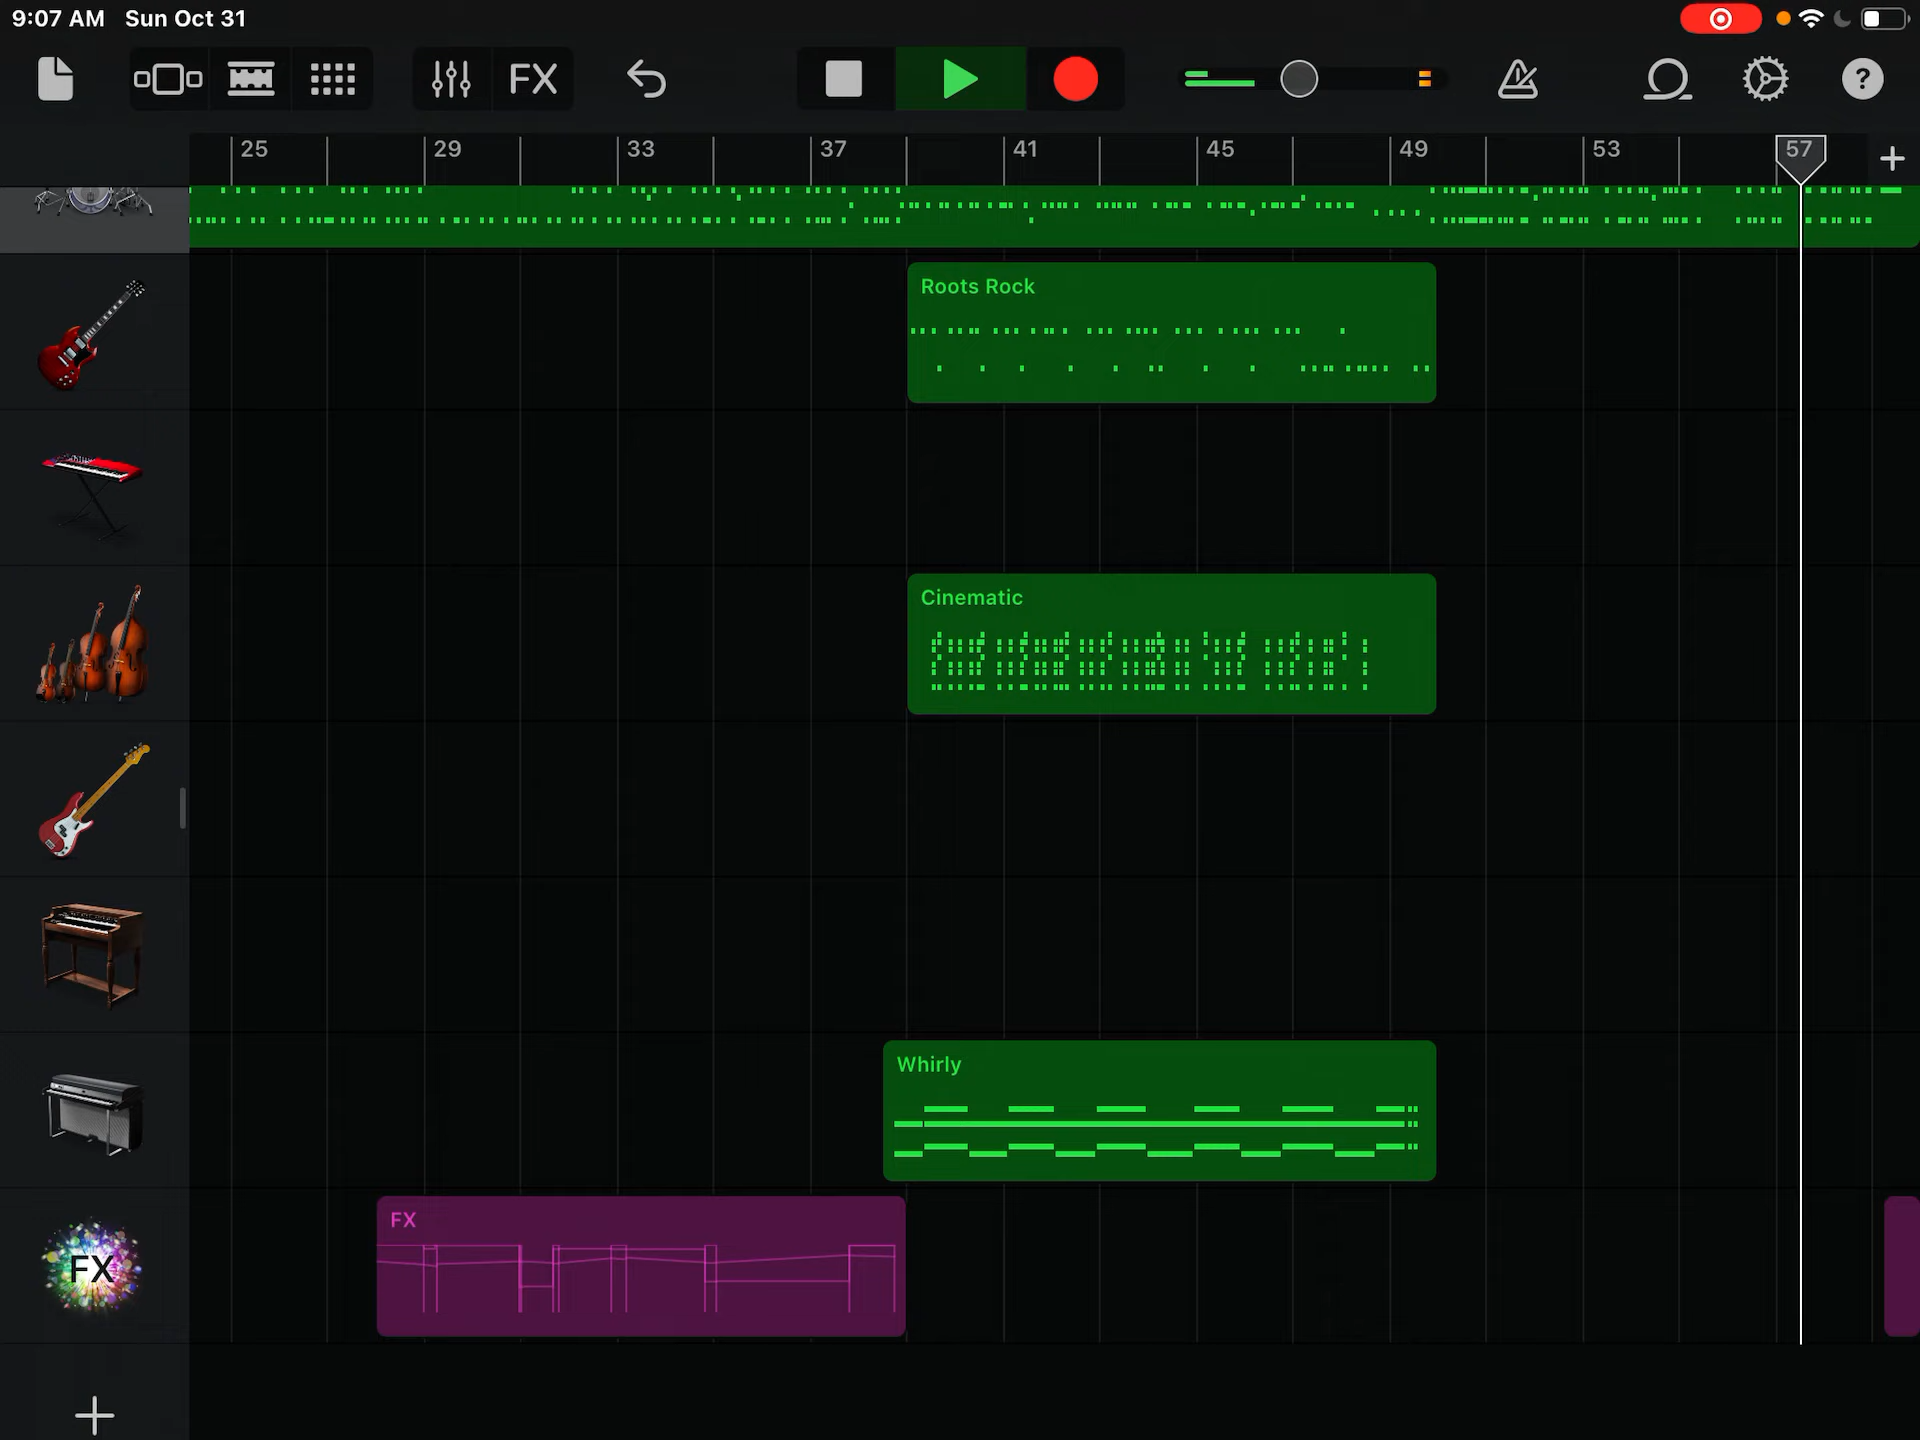 9:07 AM Sun Oct 31
FX
?
25 29 33 37 41 45 49 53 57
Roots Rock
Cinematic
Whirly
FX
FX